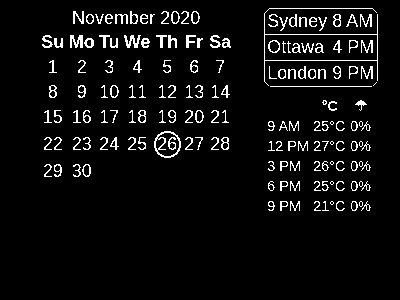 November 2020
Su Mo Tu We Th Fr Sa
1 2 3 4 5 6 7
8 9 10 11 12 13 14
15 16 17 18 19 20 21
22 23 24 25 26 27 28
29 30
Sydney 8 AM
Ottawa 4 PM
London 9 PM
°C ☂
9 AM 25°C 0%
12 PM 27°C 0%
3 PM 26°C 0%
6 PM 25°C 0%
9 PM 21°C 0%